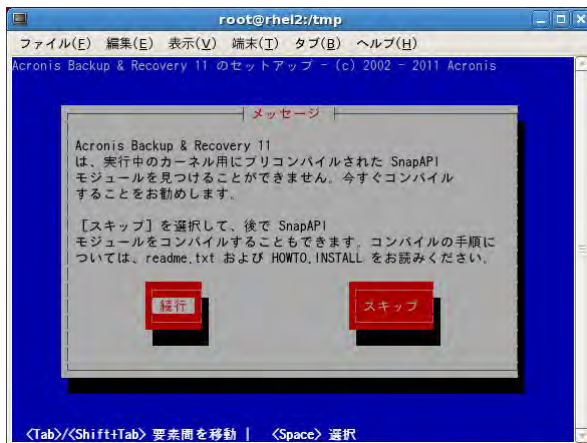 root@rhel2:/tmp
ファイル(F) 編集(E) 表示(V) 端末(T) タブ(B) ヘルプ(H)
Acronis Backup & Recovery 11 のセットアップ - (c) 2002 - 2011 Acronis
メッセージ
Acronis Backup & Recovery 11
は、実行中のカーネル用にプリコンパイルされた SnapAPI
モジュールを見つけることができません. 今すぐコンパイル
することをお勧めします.
［スキップ］を選択して、後で SnapAPI
モジュールをコンパイルすることもできます. コンパイルの手順に
ついては、readme.txt および HOWTO.INSTALL をお読みください.
続行 スキップ
<Tab>/<Shift+Tab> 要素間を移動 | <Space> 選択